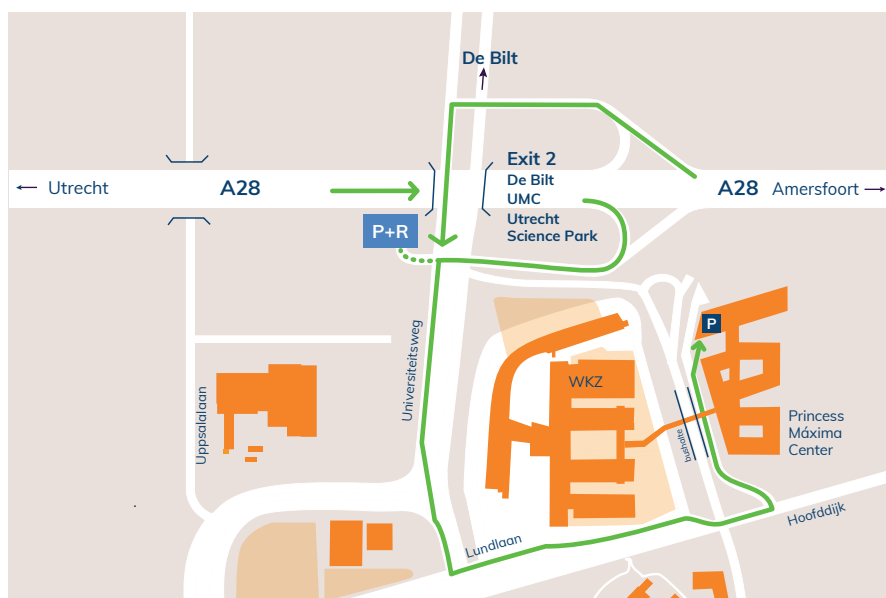 De Bilt
Exit 2
De Bilt
UMC
Utrecht
Science Park
Utrecht
A28
A28
Amersfoort
P+R
P
Universiteitsweg
WKZ
Uppsalalaan
bushalte
Princess
Máxima
Center
Hoofddijk
Lundlaan